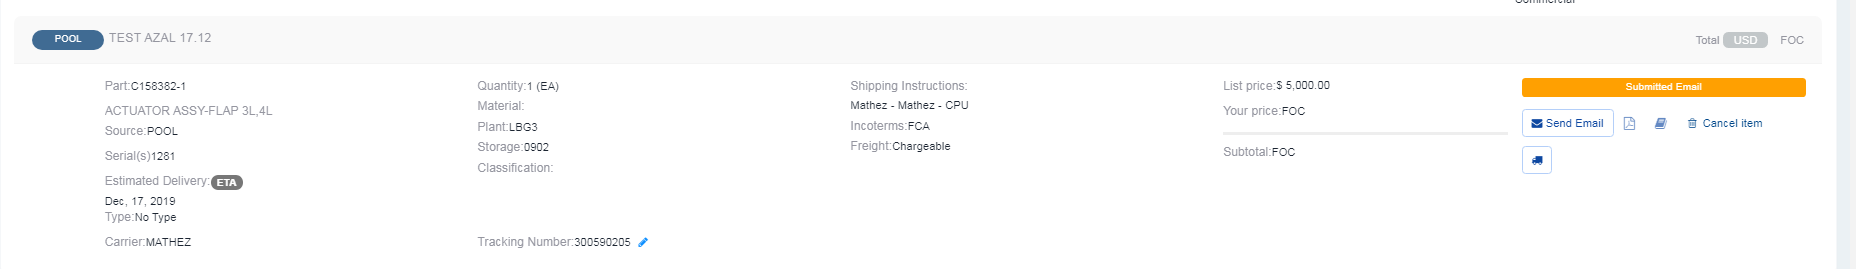 Commercial
POOL TEST AZAL 17.12
Total USD FOC
Part:C158382-1
ACTUATOR ASSY-FLAP 3L,4L
Source:POOL
Serial(s)1281
Estimated Delivery: ETA
Dec, 17, 2019
Type:No Type
Carrier:MATHEZ
Quantity:1 (EA)
Material:
Plant:LBG3
Storage:0902
Classification:
Tracking Number:300590205
Shipping Instructions:
Mathez - Mathez - CPU
Incoterms:FCA
Freight:Chargeable
List price:$ 5,000.00
Your price:FOC
Subtotal:FOC
Submitted Email
Send Email Cancel item